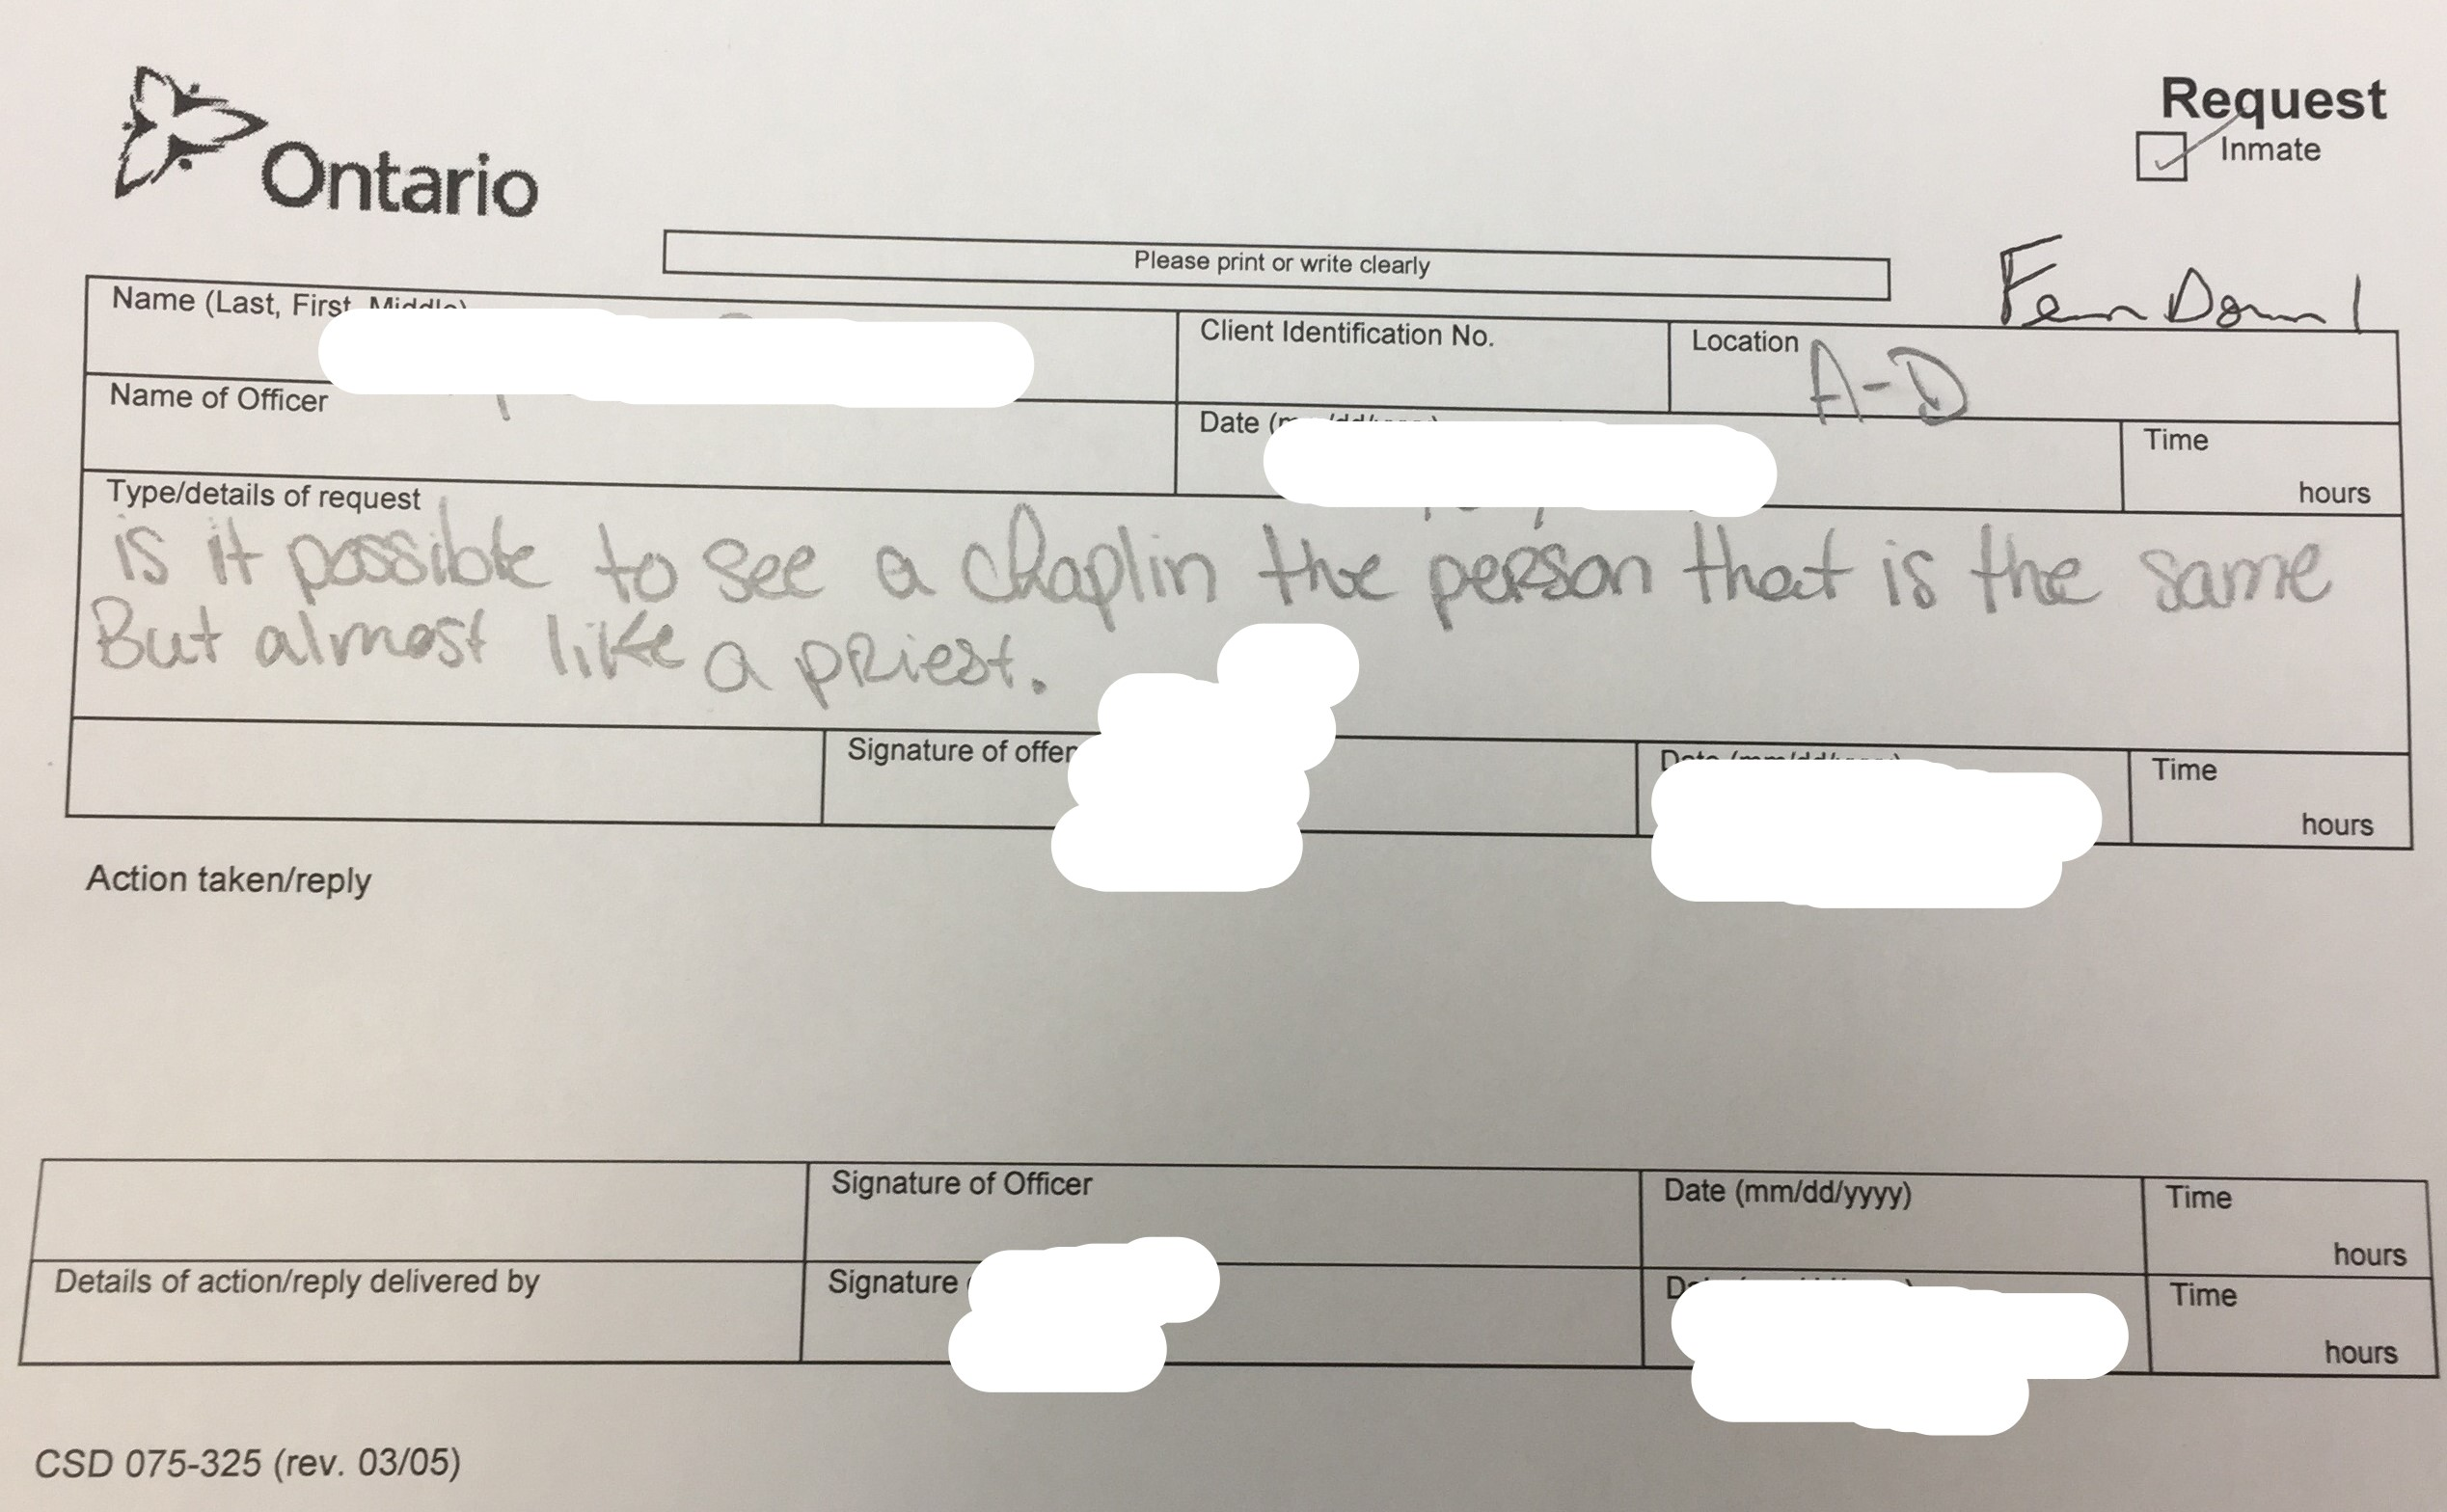 Ontario
Request
Inmate
Please print or write clearly
Fem Dorm 1
Name (Last, First, Middle)
Client Identification No.
Location A-D
Name of Officer
Date
Time
hours
Type/details of request
is it possible to see a chaplin the person that is the same
But almost like a priest.
Signature of
Date (mm/dd/yyyy)
Time
hours
Action taken/reply
Signature of Officer
Date (mm/dd/yyyy)
Time
hours
Details of action/reply delivered by
Signature
Time
hours
CSD 075-325 (rev. 03/05)